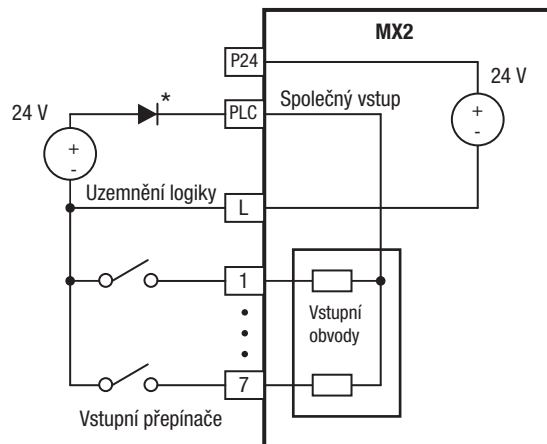 MX2
P24
24 V
*
PLC
Společný vstup
24 V
+
-
+
-
Uzemnění logiky
L
1
Vstupní
obvody
7
Vstupní přepínače